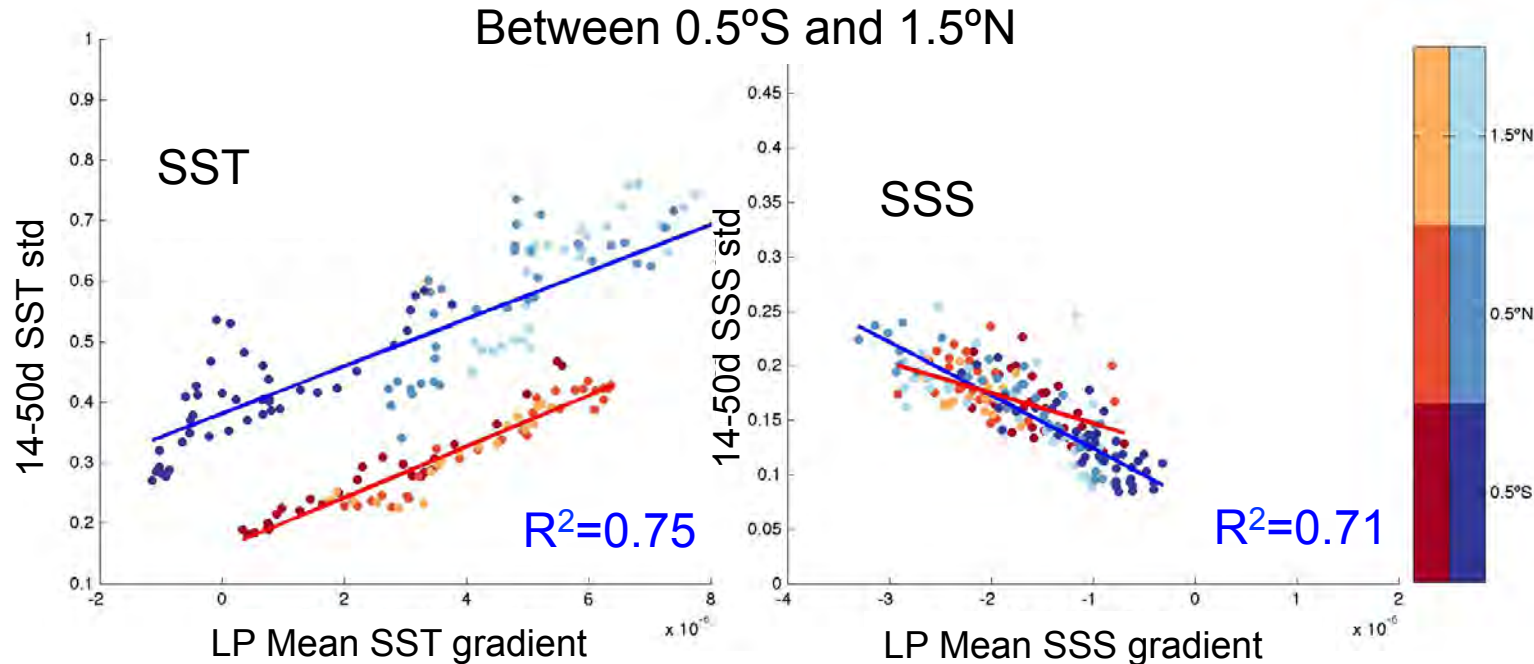 Between 0.5ºS and 1.5ºN
SST
14-50d SST std
1
0.9
0.8
0.7
0.6
0.5
0.4
0.3
0.2
0.1
-2
0
2
4
6
8
x 10⁻⁶
LP Mean SST gradient
R²=0.75
SSS
14-50d SSS std
0.45
0.4
0.35
0.3
0.25
0.2
0.15
0.1
0.05
0
-4
-3
-2
-1
0
1
2
x 10⁻⁶
LP Mean SSS gradient
R²=0.71
1.5ºN
0.5ºN
0.5ºS